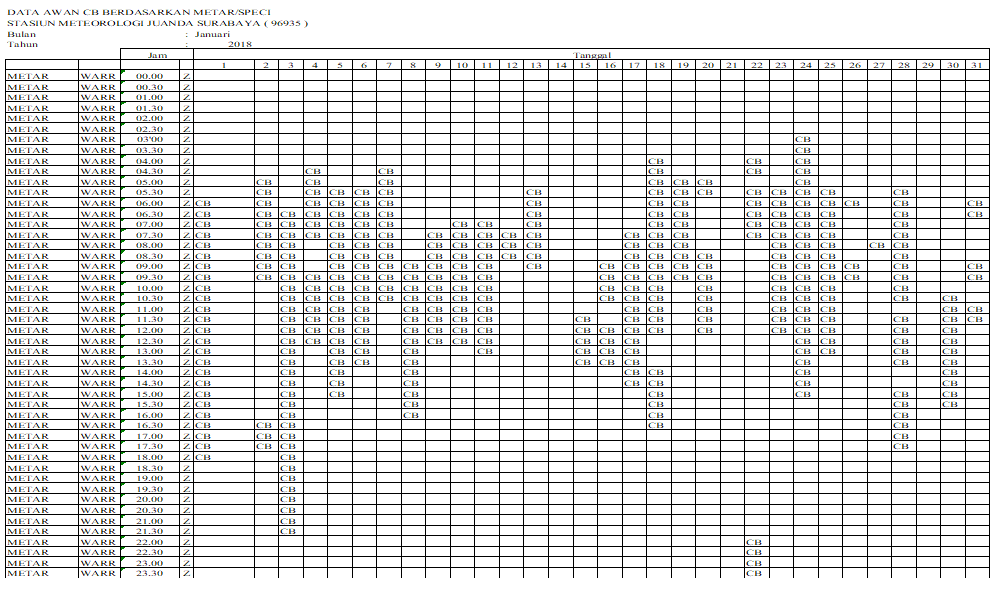 DATA AWAN CB BERDASARKAN METAR/SPECI
STASIUN METEOROLOGI JUANDA SURABAYA ( 96935 )
Bulan : Januari
Tahun : 2018
Jam Tanggal
1 2 3 4 5 6 7 8 9 10 11 12 13 14 15 16 17 18 19 20 21 22 23 24 25 26 27 28 29 30 31
METAR WARR 00.00 Z
METAR WARR 00.30 Z
METAR WARR 01.00 Z
METAR WARR 01.30 Z
METAR WARR 02.00 Z
METAR WARR 02.30 Z
METAR WARR 03'00 Z CB
METAR WARR 03.30 Z CB
METAR WARR 04.00 Z CB CB CB
METAR WARR 04.30 Z CB CB CB CB CB
METAR WARR 05.00 Z CB CB CB CB CB CB CB
METAR WARR 05.30 Z CB CB CB CB CB CB CB CB CB CB CB CB CB CB
METAR WARR 06.00 Z CB CB CB CB CB CB CB CB CB CB CB CB CB CB CB CB
METAR WARR 06.30 Z CB CB CB CB CB CB CB CB CB CB CB CB CB CB CB CB
METAR WARR 07.00 Z CB CB CB CB CB CB CB CB CB CB CB CB CB CB CB CB CB
METAR WARR 07.30 Z CB CB CB CB CB CB CB CB CB CB CB CB CB CB CB CB CB CB CB CB
METAR WARR 08.00 Z CB CB CB CB CB CB CB CB CB CB CB CB CB CB CB CB CB CB CB
METAR WARR 08.30 Z CB CB CB CB CB CB CB CB CB CB CB CB CB CB CB CB CB CB CB
METAR WARR 09.00 Z CB CB CB CB CB CB CB CB CB CB CB CB CB CB CB CB CB CB CB CB CB CB
METAR WARR 09.30 Z CB CB CB CB CB CB CB CB CB CB CB CB CB CB CB CB CB CB CB CB CB CB
METAR WARR 10.00 Z CB CB CB CB CB CB CB CB CB CB CB CB CB CB CB CB CB CB
METAR WARR 10.30 Z CB CB CB CB CB CB CB CB CB CB CB CB CB CB CB CB CB CB CB
METAR WARR 11.00 Z CB CB CB CB CB CB CB CB CB CB CB CB CB CB CB CB CB
METAR WARR 11.30 Z CB CB CB CB CB CB CB CB CB CB CB CB CB CB CB CB CB CB CB
METAR WARR 12.00 Z CB CB CB CB CB CB CB CB CB CB CB CB CB CB CB CB CB CB CB
METAR WARR 12.30 Z CB CB CB CB CB CB CB CB CB CB CB CB CB CB CB CB
METAR WARR 13.00 Z CB CB CB CB CB CB CB CB CB CB CB CB CB
METAR WARR 13.30 Z CB CB CB CB CB CB CB CB CB CB CB
METAR WARR 14.00 Z CB CB CB CB CB CB CB CB
METAR WARR 14.30 Z CB CB CB CB CB CB CB CB
METAR WARR 15.00 Z CB CB CB CB CB CB CB CB
METAR WARR 15.30 Z CB CB CB CB CB CB
METAR WARR 16.00 Z CB CB CB CB CB
METAR WARR 16.30 Z CB CB CB CB CB
METAR WARR 17.00 Z CB CB CB CB
METAR WARR 17.30 Z CB CB CB CB
METAR WARR 18.00 Z CB CB
METAR WARR 18.30 Z CB
METAR WARR 19.00 Z CB
METAR WARR 19.30 Z CB
METAR WARR 20.00 Z CB
METAR WARR 20.30 Z CB
METAR WARR 21.00 Z CB
METAR WARR 21.30 Z CB
METAR WARR 22.00 Z CB
METAR WARR 22.30 Z CB
METAR WARR 23.00 Z CB
METAR WARR 23.30 Z CB